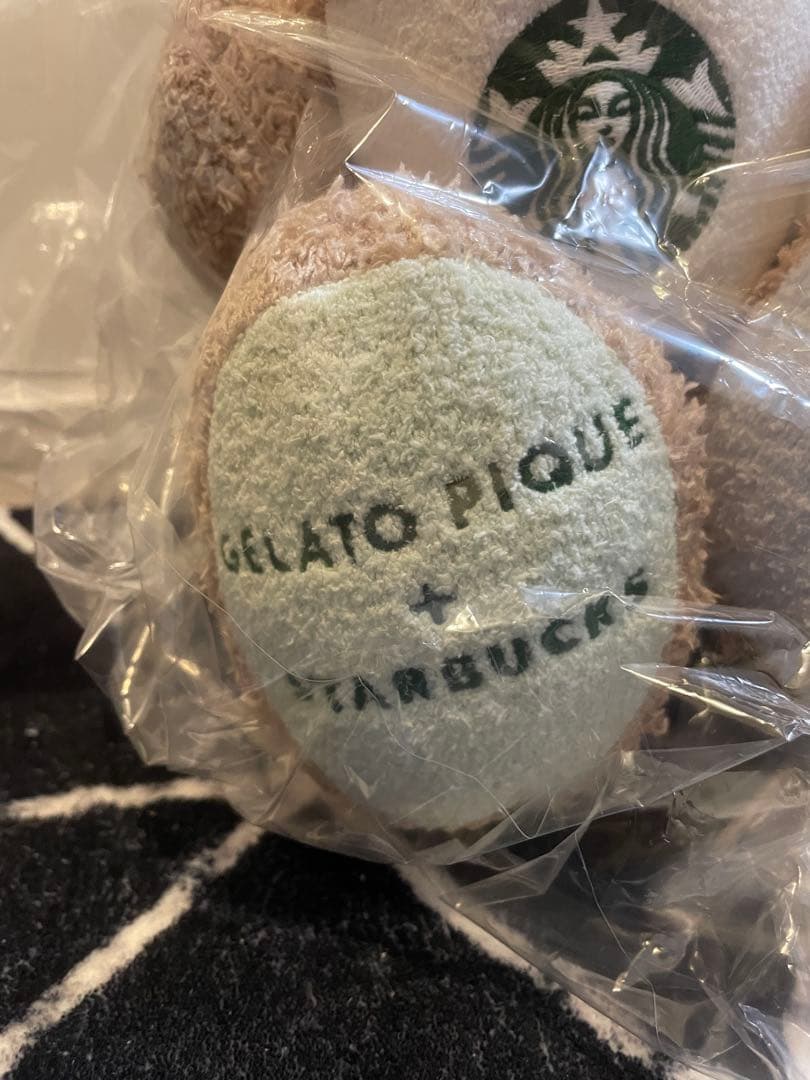 GELATO PIQUE
+
STARBUCKS